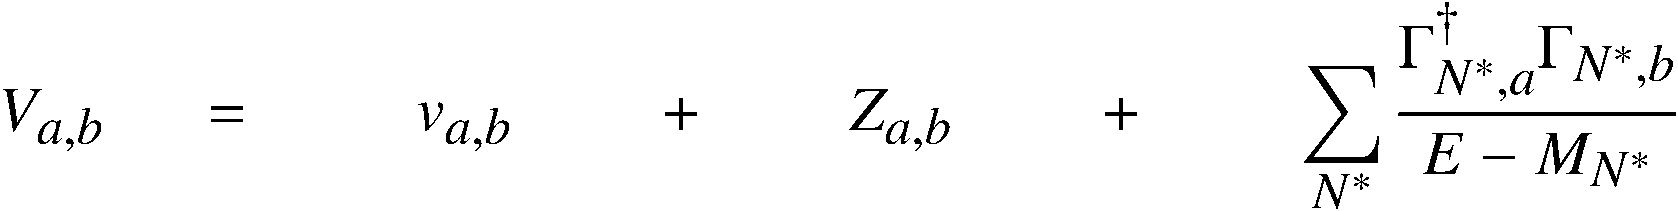 V_{a,b} = v_{a,b} + Z_{a,b} + \sum_{N^*} \frac{\Gamma^{\dagger}_{N^*,a} \Gamma_{N^*,b}}{E - M_{N^*}}